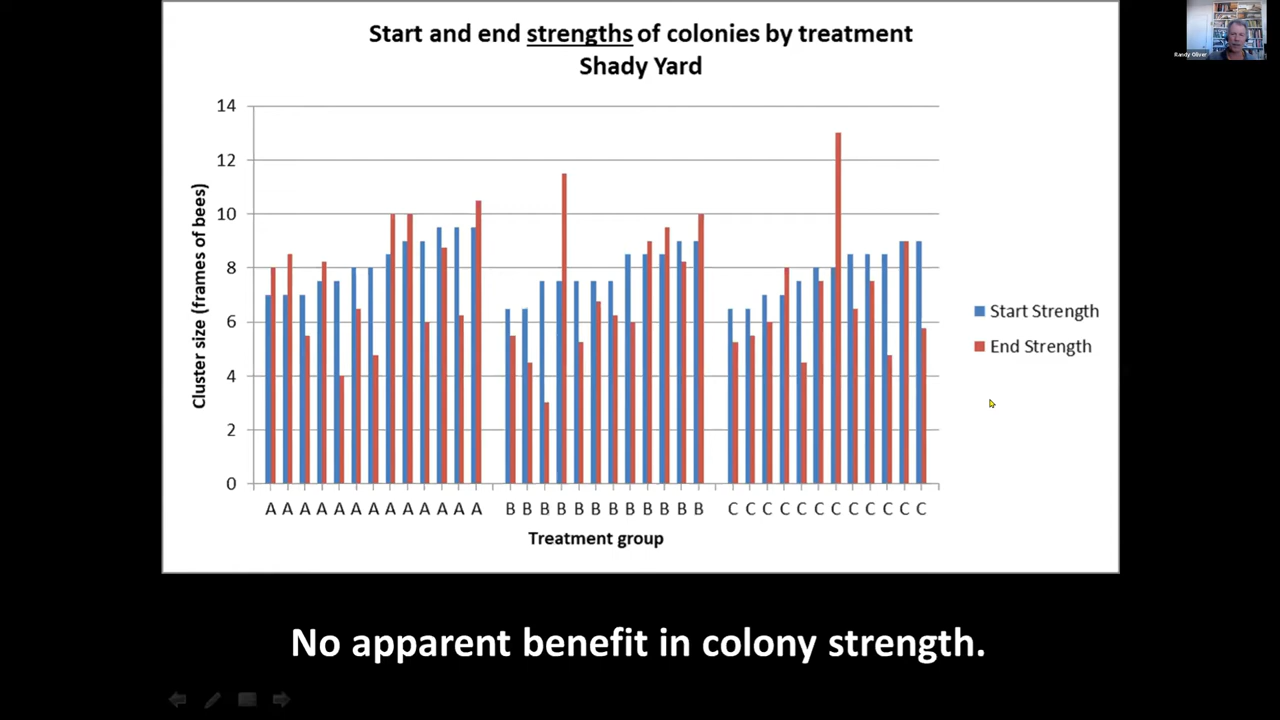 Start and end strengths of colonies by treatment
Shady Yard
Randy Oliver
14
12
10
8
6
4
2
0
Cluster size (frames of bees)
Start Strength
End Strength
A A A A A A A A A A A A A B B B B B B B B B B B B C C C C C C C C C C C C
Treatment group
No apparent benefit in colony strength.